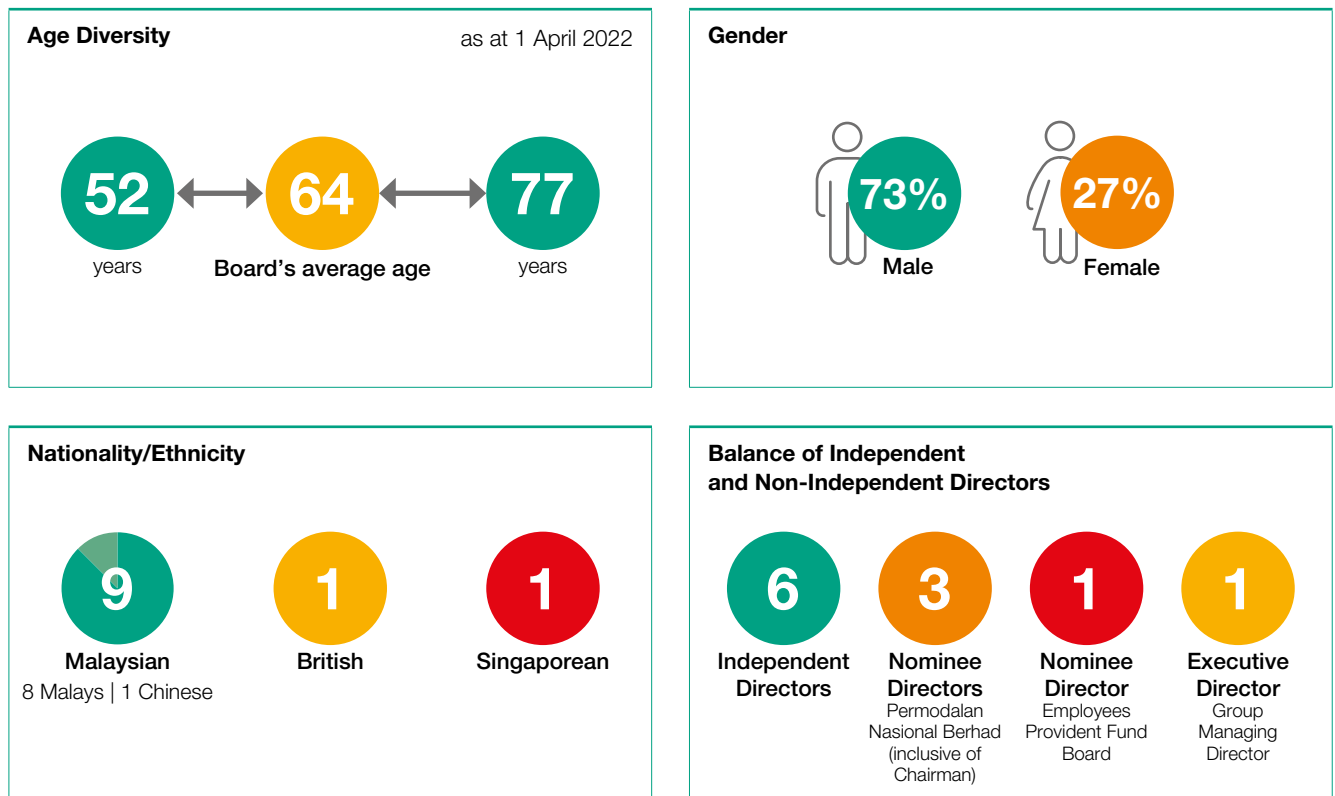 Age Diversity
as at 1 April 2022
52
64
77
years
Board’s average age
years
Gender
73%
27%
Male
Female
Nationality/Ethnicity
9
1
1
Malaysian
British
Singaporean
8 Malays | 1 Chinese
Balance of Independent
and Non-Independent Directors
6
Independent
Directors
3
Nominee
Directors
Permodalan
Nasional Berhad
(inclusive of
Chairman)
1
Nominee
Director
Employees
Provident Fund
Board
1
Executive
Director
Group
Managing
Director